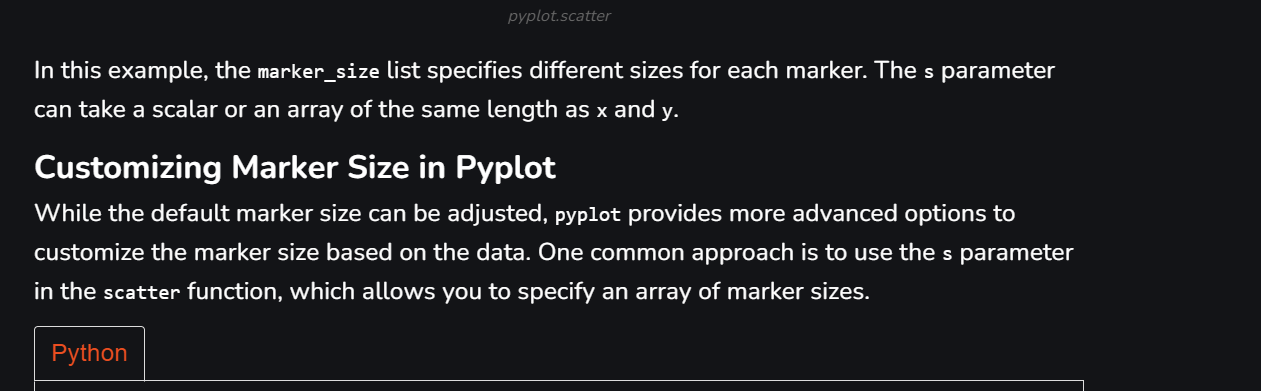 pyplot.scatter
In this example, the marker_size list specifies different sizes for each marker. The s parameter
can take a scalar or an array of the same length as x and y.
Customizing Marker Size in Pyplot
While the default marker size can be adjusted, pyplot provides more advanced options to
customize the marker size based on the data. One common approach is to use the s parameter
in the scatter function, which allows you to specify an array of marker sizes.
Python